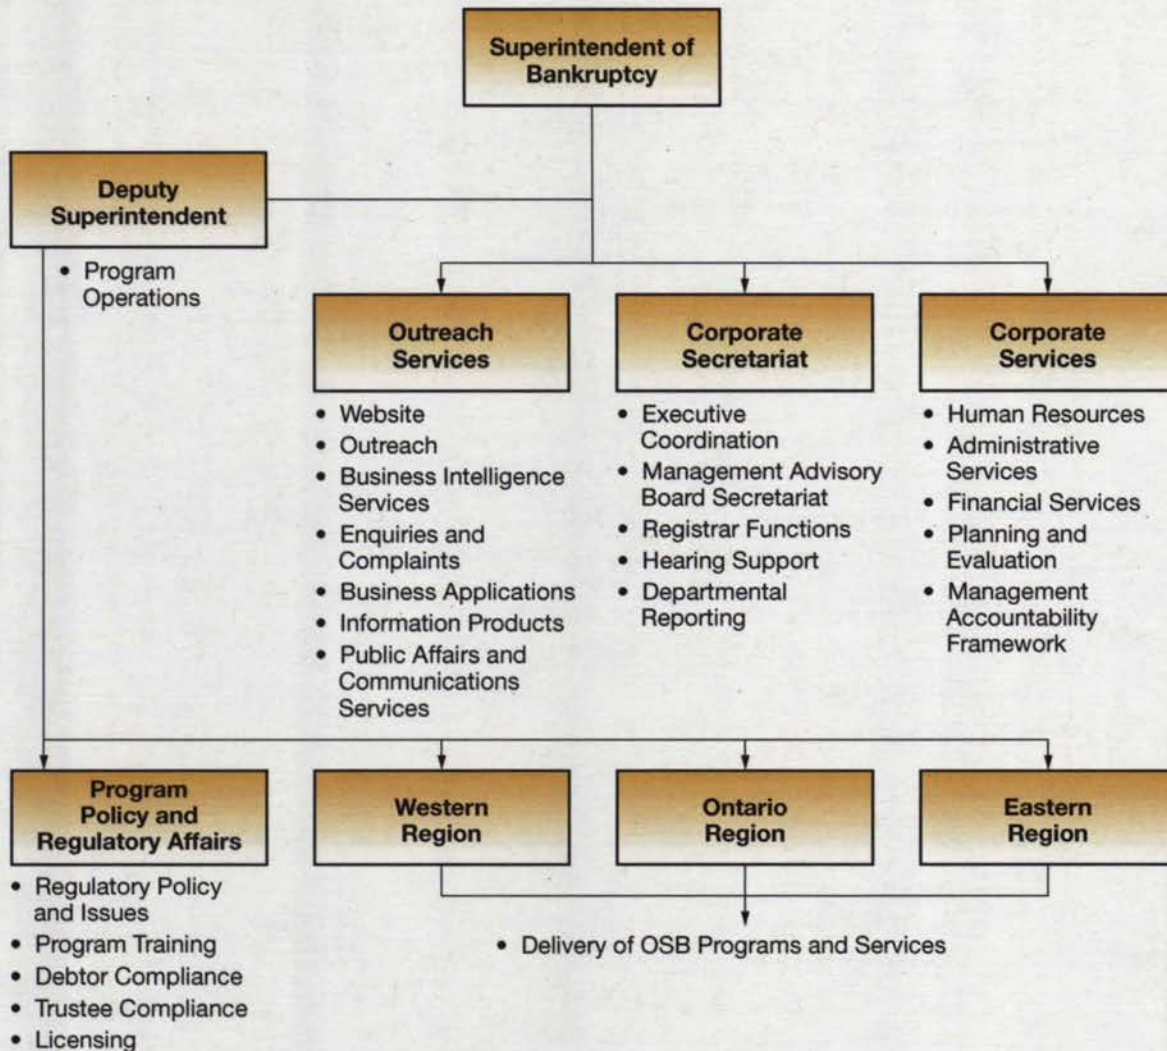 Superintendent of
Bankruptcy
Deputy
Superintendent
• Program
Operations
Outreach
Services
• Website
• Outreach
• Business Intelligence
Services
• Enquiries and
Complaints
• Business Applications
• Information Products
• Public Affairs and
Communications
Services
Corporate
Secretariat
• Executive
Coordination
• Management Advisory
Board Secretariat
• Registrar Functions
• Hearing Support
• Departmental
Reporting
Corporate
Services
• Human Resources
• Administrative
Services
• Financial Services
• Planning and
Evaluation
• Management
Accountability
Framework
Program
Policy and
Regulatory Affairs
• Regulatory Policy
and Issues
• Program Training
• Debtor Compliance
• Trustee Compliance
• Licensing
Western
Region
Ontario
Region
Eastern
Region
• Delivery of OSB Programs and Services